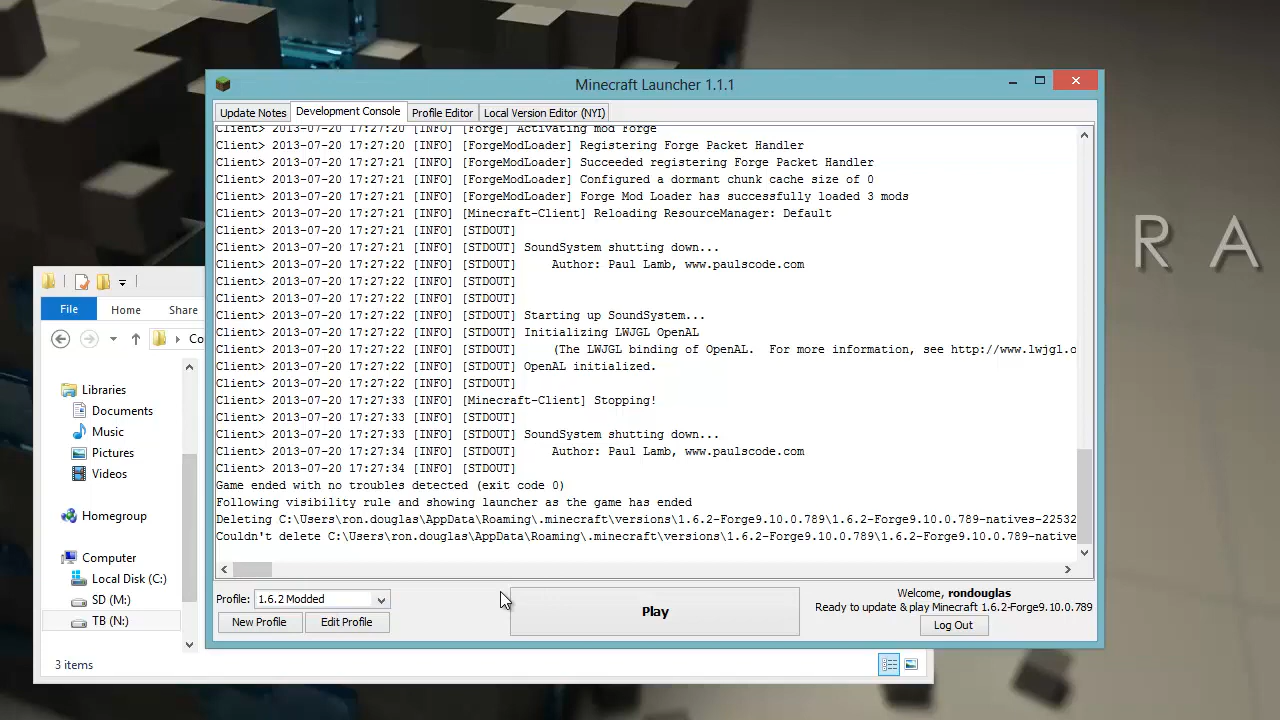 Minecraft Launcher 1.1.1
Update Notes
Development Console
Profile Editor
Local Version Editor (NYI)
Client> 2013-07-20 17:27:20 [INFO] [Forge] Activating mod Forge
Client> 2013-07-20 17:27:20 [INFO] [ForgeModLoader] Registering Forge Packet Handler
Client> 2013-07-20 17:27:21 [INFO] [ForgeModLoader] Succeeded registering Forge Packet Handler
Client> 2013-07-20 17:27:21 [INFO] [ForgeModLoader] Configured a dormant chunk cache size of 0
Client> 2013-07-20 17:27:21 [INFO] [ForgeModLoader] Forge Mod Loader has successfully loaded 3 mods
Client> 2013-07-20 17:27:21 [INFO] [Minecraft-Client] Reloading ResourceManager: Default
Client> 2013-07-20 17:27:21 [INFO] [STDOUT]
Client> 2013-07-20 17:27:21 [INFO] [STDOUT] SoundSystem shutting down...
Client> 2013-07-20 17:27:22 [INFO] [STDOUT]     Author: Paul Lamb, www.paulscode.com
Client> 2013-07-20 17:27:22 [INFO] [STDOUT]
Client> 2013-07-20 17:27:22 [INFO] [STDOUT]
Client> 2013-07-20 17:27:22 [INFO] [STDOUT] Starting up SoundSystem...
Client> 2013-07-20 17:27:22 [INFO] [STDOUT] Initializing LWJGL OpenAL
Client> 2013-07-20 17:27:22 [INFO] [STDOUT]     (The LWJGL binding of OpenAL.  For more information, see http://www.lwjgl.o
Client> 2013-07-20 17:27:22 [INFO] [STDOUT] OpenAL initialized.
Client> 2013-07-20 17:27:22 [INFO] [STDOUT]
Client> 2013-07-20 17:27:33 [INFO] [Minecraft-Client] Stopping!
Client> 2013-07-20 17:27:33 [INFO] [STDOUT]
Client> 2013-07-20 17:27:33 [INFO] [STDOUT] SoundSystem shutting down...
Client> 2013-07-20 17:27:34 [INFO] [STDOUT]     Author: Paul Lamb, www.paulscode.com
Client> 2013-07-20 17:27:34 [INFO] [STDOUT]
Game ended with no troubles detected (exit code 0)
Following visibility rule and showing launcher as the game has ended
Deleting C:\Users\ron.douglas\AppData\Roaming\.minecraft\versions\1.6.2-Forge9.10.0.789\1.6.2-Forge9.10.0.789-natives-22532
Couldn't delete C:\Users\ron.douglas\AppData\Roaming\.minecraft\versions\1.6.2-Forge9.10.0.789\1.6.2-Forge9.10.0.789-native
Profile:
1.6.2 Modded
New Profile
Edit Profile
Play
Welcome, rondouglas
Ready to update & play Minecraft 1.6.2-Forge9.10.0.789
Log Out
R A
File
Home
Share
Co
Libraries
Documents
Music
Pictures
Videos
Homegroup
Computer
Local Disk (C:)
SD (M:)
TB (N:)
3 items